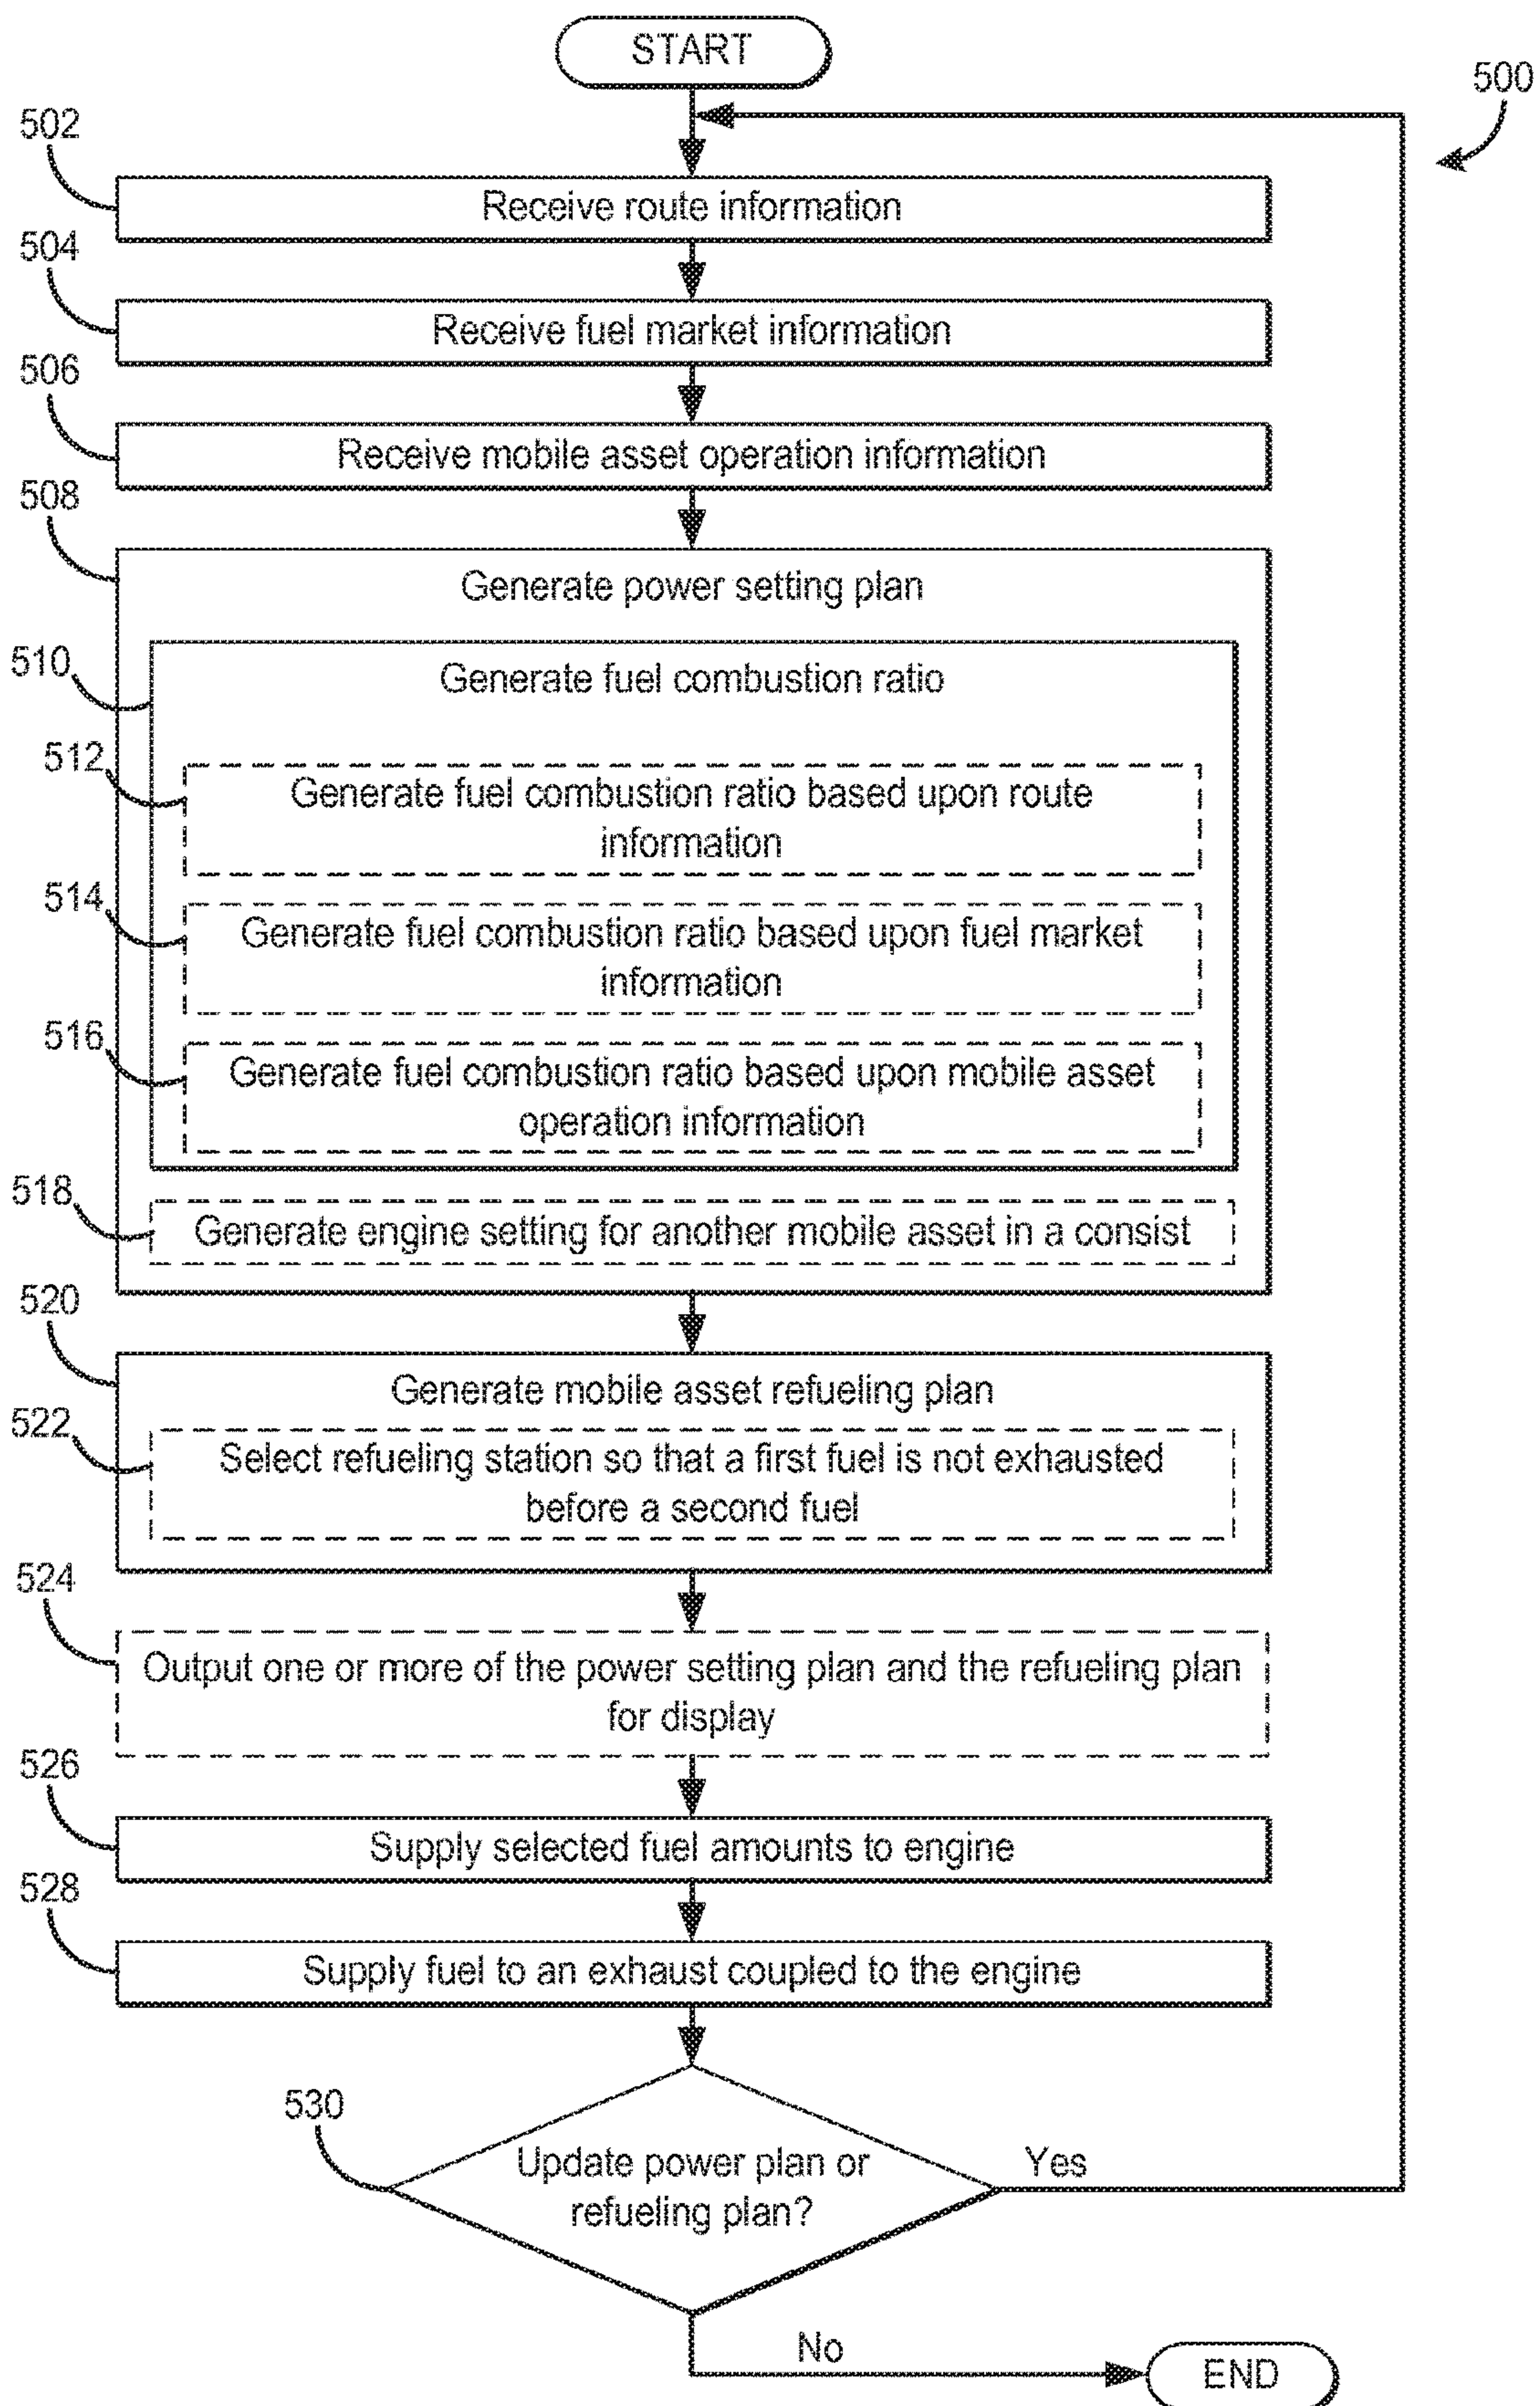 START
500
502
Receive route information
504
Receive fuel market information
506
Receive mobile asset operation information
508
Generate power setting plan
510
Generate fuel combustion ratio
512
Generate fuel combustion ratio based upon route
information
514
Generate fuel combustion ratio based upon fuel market
information
516
Generate fuel combustion ratio based upon mobile asset
operation information
518
Generate engine setting for another mobile asset in a consist
520
Generate mobile asset refueling plan
522
Select refueling station so that a first fuel is not exhausted
before a second fuel
524
Output one or more of the power setting plan and the refueling plan
for display
526
Supply selected fuel amounts to engine
528
Supply fuel to an exhaust coupled to the engine
530
Update power plan or
refueling plan?
Yes
No
END